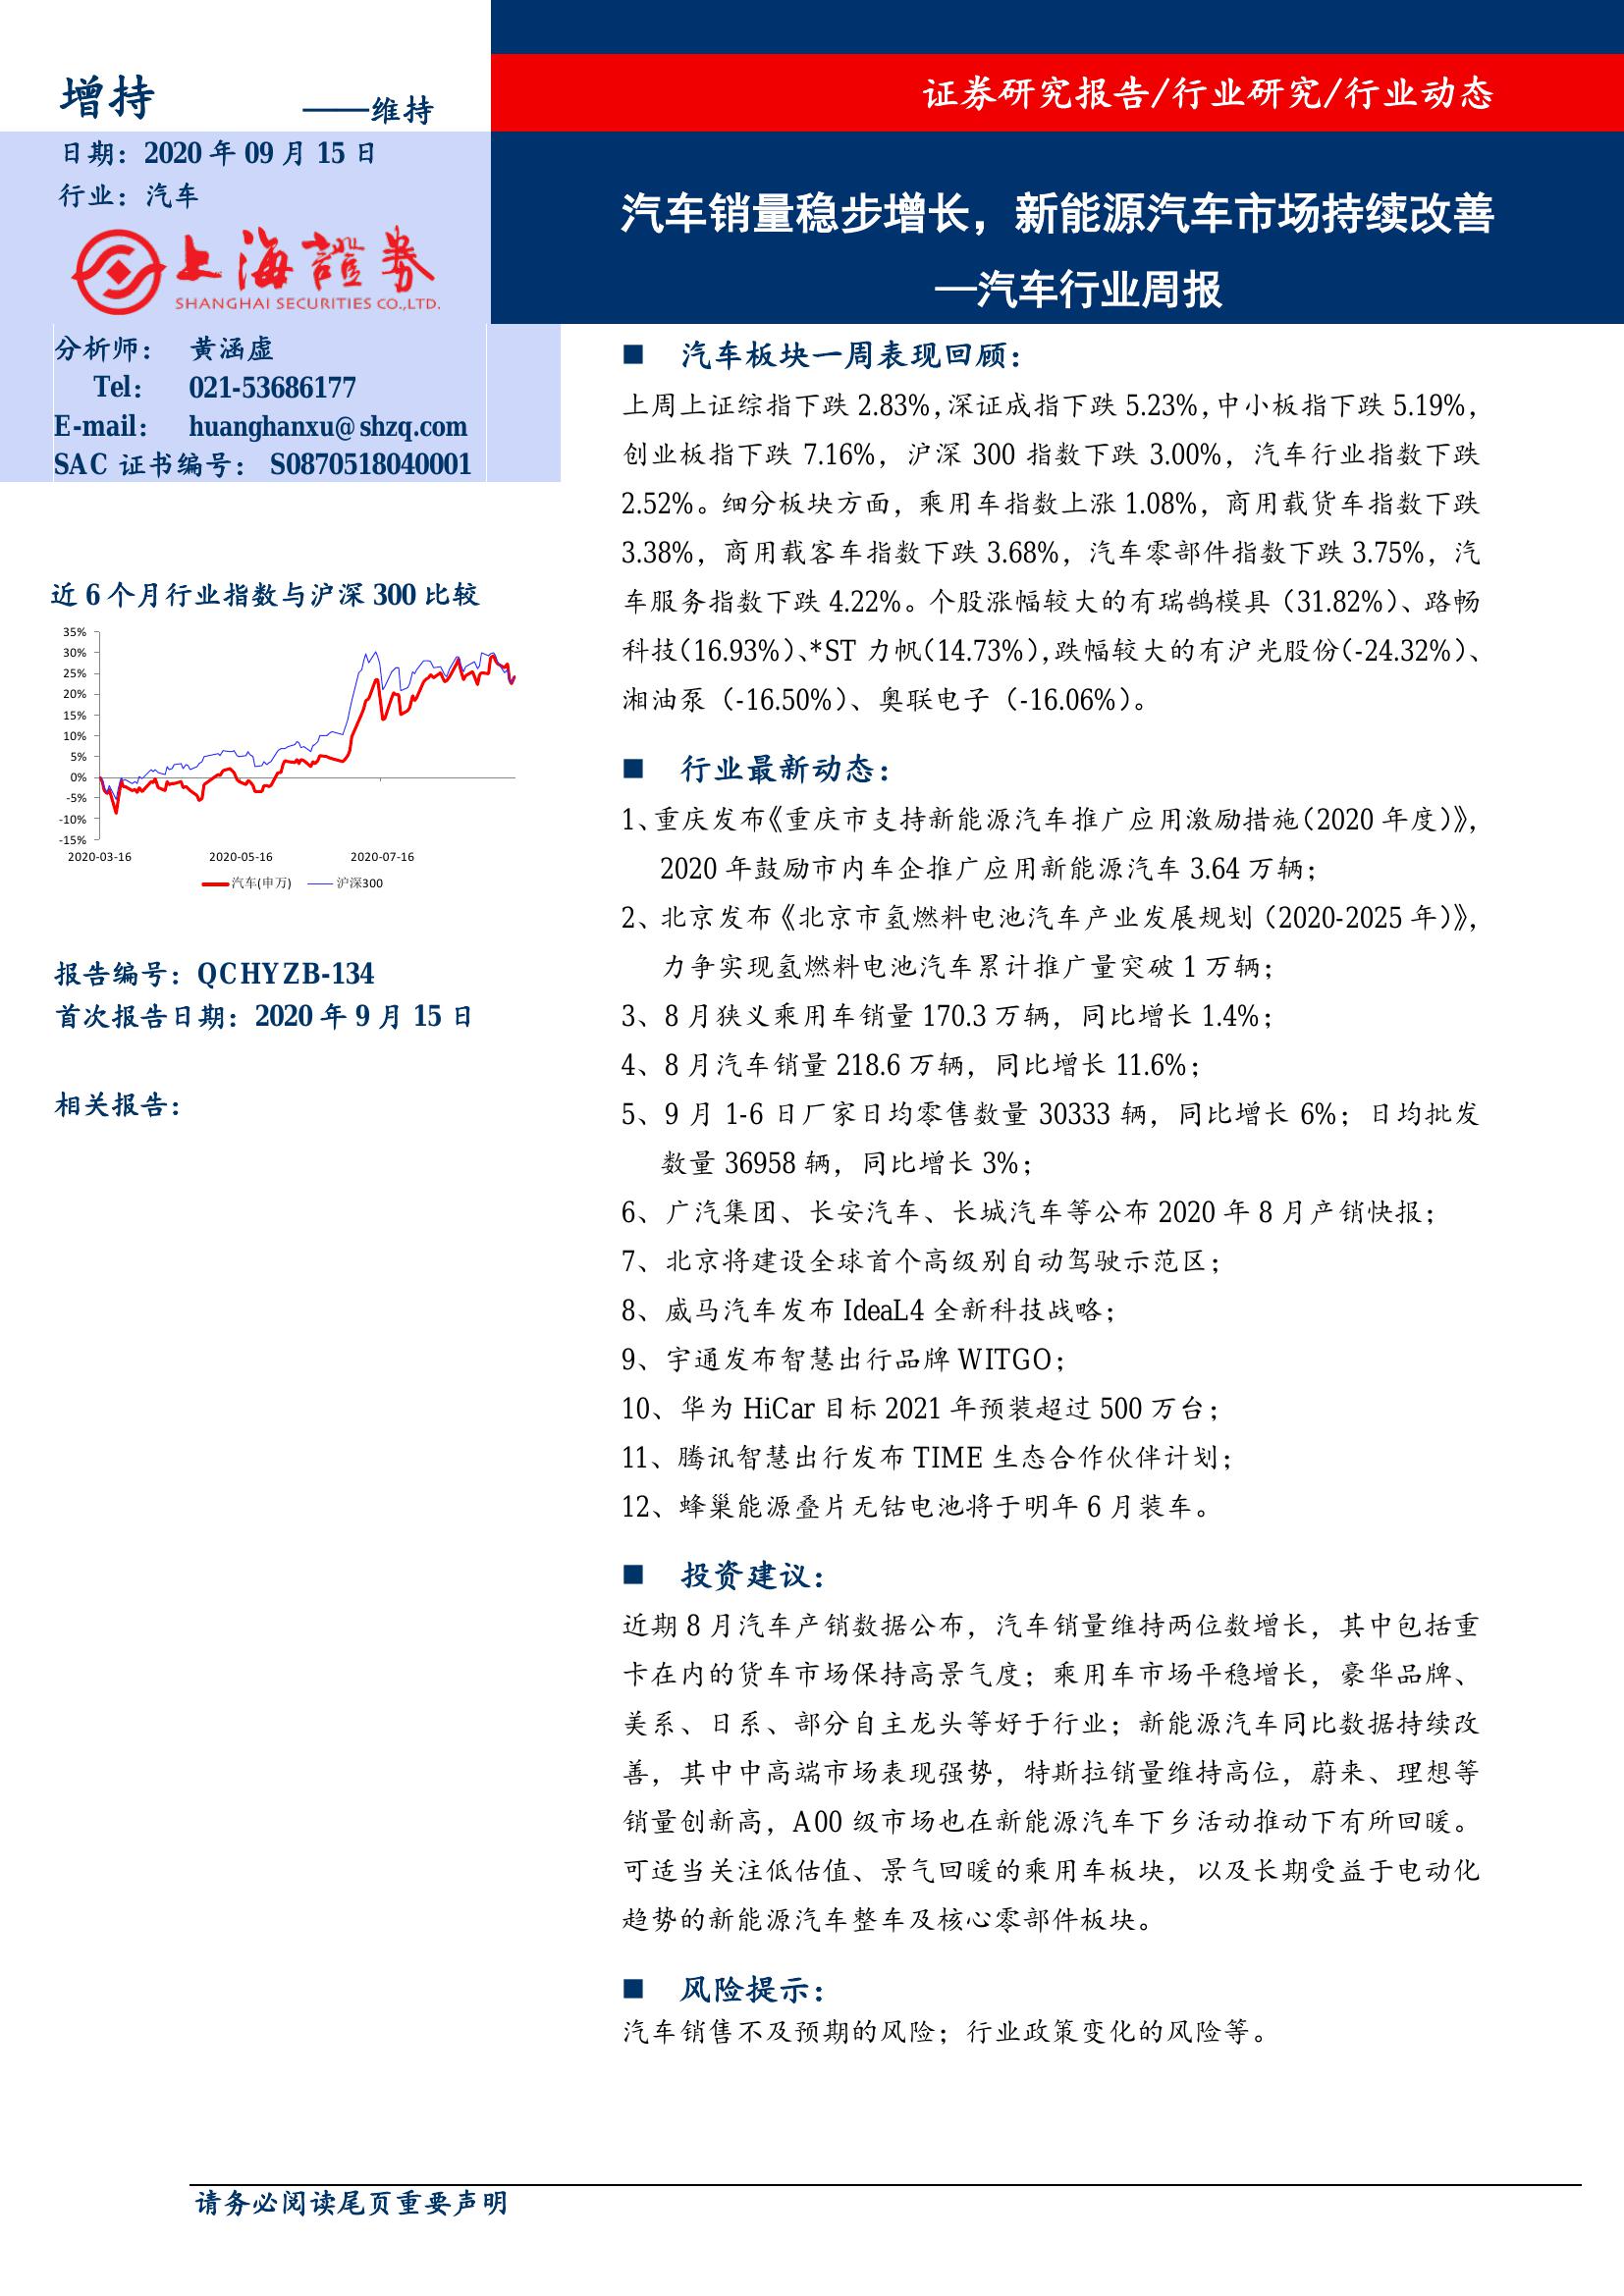 增持 ——维持
日期：2020 年 09 月 15 日
行业：汽车
上海證券
SHANGHAI SECURITIES CO.,LTD.
分析师： 黄涵虚
Tel： 021-53686177
E-mail： huanghanxu@shzq.com
SAC 证书编号： S0870518040001
近 6 个月行业指数与沪深 300 比较
35%
30%
25%
20%
15%
10%
5%
0%
-5%
-10%
-15%
2020-03-16 2020-05-16 2020-07-16
汽车(申万) 沪深300
报告编号：QCHYZB-134
首次报告日期：2020 年 9 月 15 日
相关报告：
证券研究报告/行业研究/行业动态
汽车销量稳步增长，新能源汽车市场持续改善
—汽车行业周报
■ 汽车板块一周表现回顾：
上周上证综指下跌 2.83%，深证成指下跌 5.23%，中小板指下跌 5.19%，
创业板指下跌 7.16%，沪深 300 指数下跌 3.00%，汽车行业指数下跌
2.52%。细分板块方面，乘用车指数上涨 1.08%，商用载货车指数下跌
3.38%，商用载客车指数下跌 3.68%，汽车零部件指数下跌 3.75%，汽
车服务指数下跌 4.22%。个股涨幅较大的有瑞鹄模具（31.82%）、路畅
科技（16.93%）、*ST 力帆（14.73%），跌幅较大的有沪光股份（-24.32%）、
湘油泵（-16.50%）、奥联电子（-16.06%）。
■ 行业最新动态：
1、重庆发布《重庆市支持新能源汽车推广应用激励措施（2020 年度）》，
2020 年鼓励市内车企推广应用新能源汽车 3.64 万辆；
2、北京发布《北京市氢燃料电池汽车产业发展规划（2020-2025 年）》，
力争实现氢燃料电池汽车累计推广量突破 1 万辆；
3、8 月狭义乘用车销量 170.3 万辆，同比增长 1.4%；
4、8 月汽车销量 218.6 万辆，同比增长 11.6%；
5、9 月 1-6 日厂家日均零售数量 30333 辆，同比增长 6%；日均批发
数量 36958 辆，同比增长 3%；
6、广汽集团、长安汽车、长城汽车等公布 2020 年 8 月产销快报；
7、北京将建设全球首个高级别自动驾驶示范区；
8、威马汽车发布 IdeaL4 全新科技战略；
9、宇通发布智慧出行品牌 WITGO；
10、华为 HiCar 目标 2021 年预装超过 500 万台；
11、腾讯智慧出行发布 TIME 生态合作伙伴计划；
12、蜂巢能源叠片无钴电池将于明年 6 月装车。
■ 投资建议：
近期 8 月汽车产销数据公布，汽车销量维持两位数增长，其中包括重
卡在内的货车市场保持高景气度；乘用车市场平稳增长，豪华品牌、
美系、日系、部分自主龙头等好于行业；新能源汽车同比数据持续改
善，其中中高端市场表现强势，特斯拉销量维持高位，蔚来、理想等
销量创新高，A00 级市场也在新能源汽车下乡活动推动下有所回暖。
可适当关注低估值、景气回暖的乘用车板块，以及长期受益于电动化
趋势的新能源汽车整车及核心零部件板块。
■ 风险提示：
汽车销售不及预期的风险；行业政策变化的风险等。
请务必阅读尾页重要声明